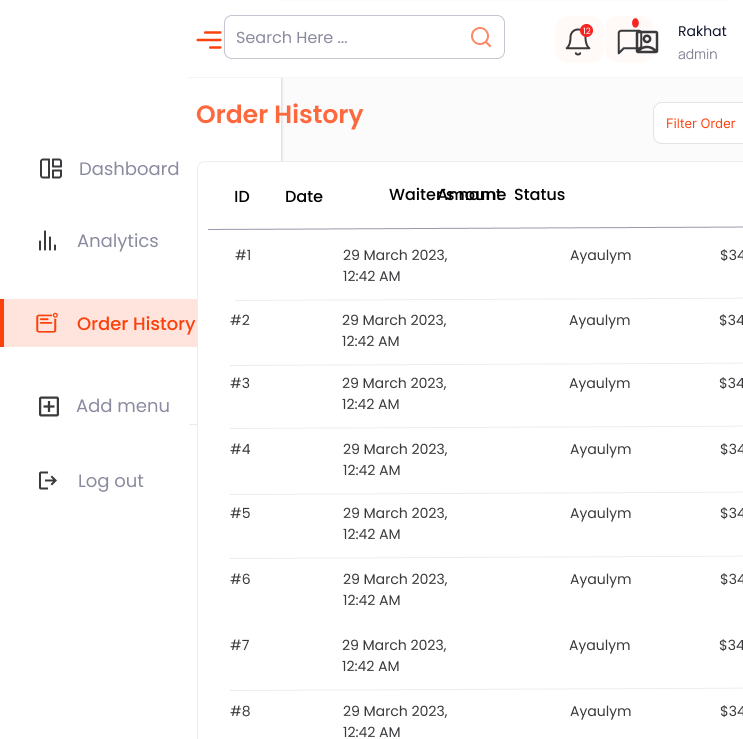 Search Here ...
12
Rakhat
admin
Order History
Filter Order
Dashboard
Analytics
Order History
Add menu
Log out
ID Date Waiter's name Amount Status
#1 29 March 2023, Ayaulym $34
12:42 AM
#2 29 March 2023, Ayaulym $34
12:42 AM
#3 29 March 2023, Ayaulym $34
12:42 AM
#4 29 March 2023, Ayaulym $34
12:42 AM
#5 29 March 2023, Ayaulym $34
12:42 AM
#6 29 March 2023, Ayaulym $34
12:42 AM
#7 29 March 2023, Ayaulym $34
12:42 AM
#8 29 March 2023, Ayaulym $34
12:42 AM